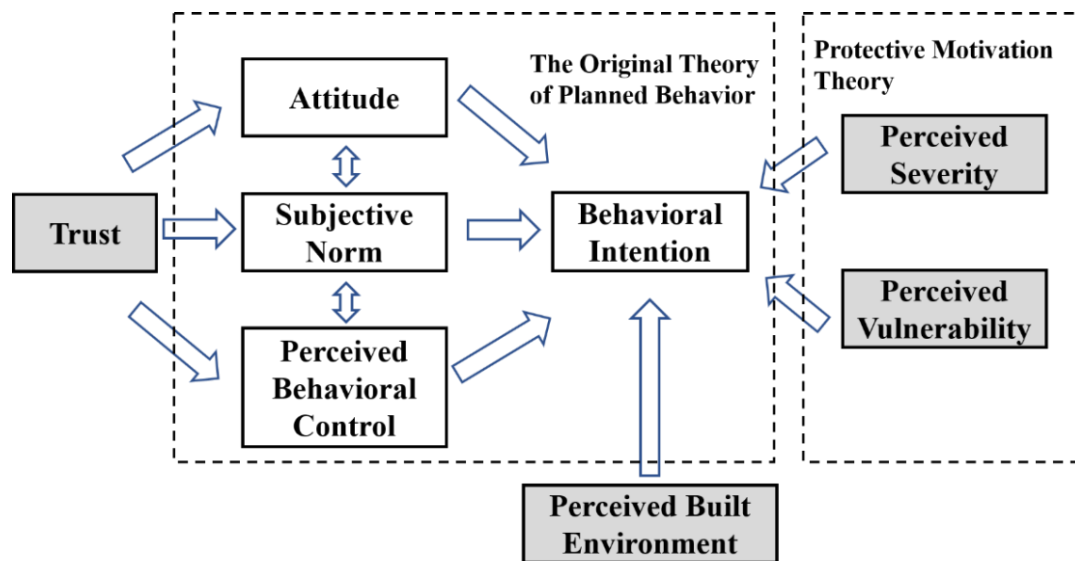 The Original Theory
of Planned Behavior
Protective Motivation
Theory
Attitude
Perceived
Severity
Trust
Subjective
Norm
Behavioral
Intention
Perceived
Vulnerability
Perceived
Behavioral
Control
Perceived Built
Environment